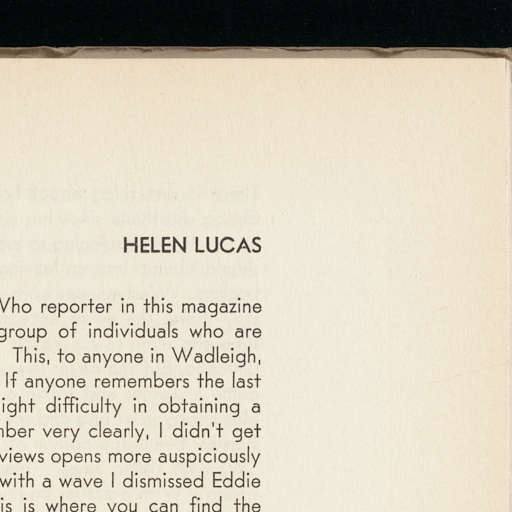 HELEN LUCAS
Who reporter in this magazine
group of individuals who are
This, to anyone in Wadleigh,
If anyone remembers the last
ight difficulty in obtaining a
nber very clearly, I didn't get
views opens more auspiciously
with a wave I dismissed Eddie
is is where you can find the